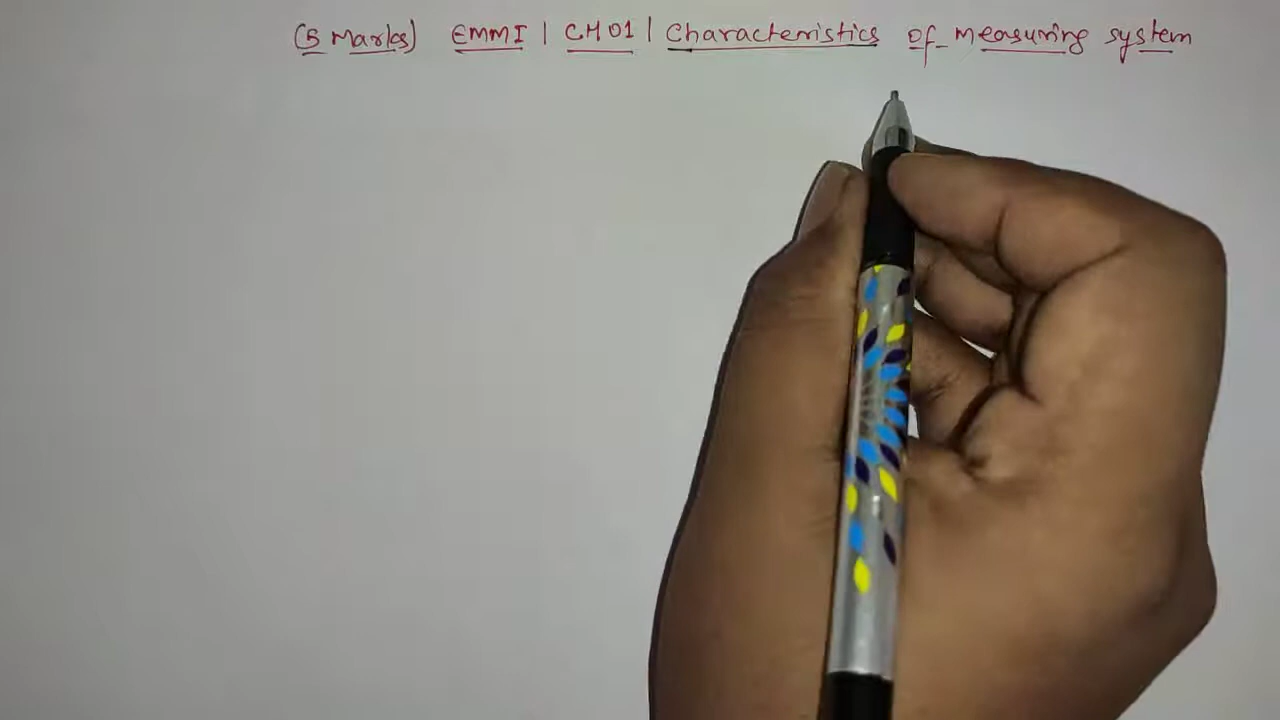 (5 Marks) EMMI | CH01 | Characteristics of measuring system